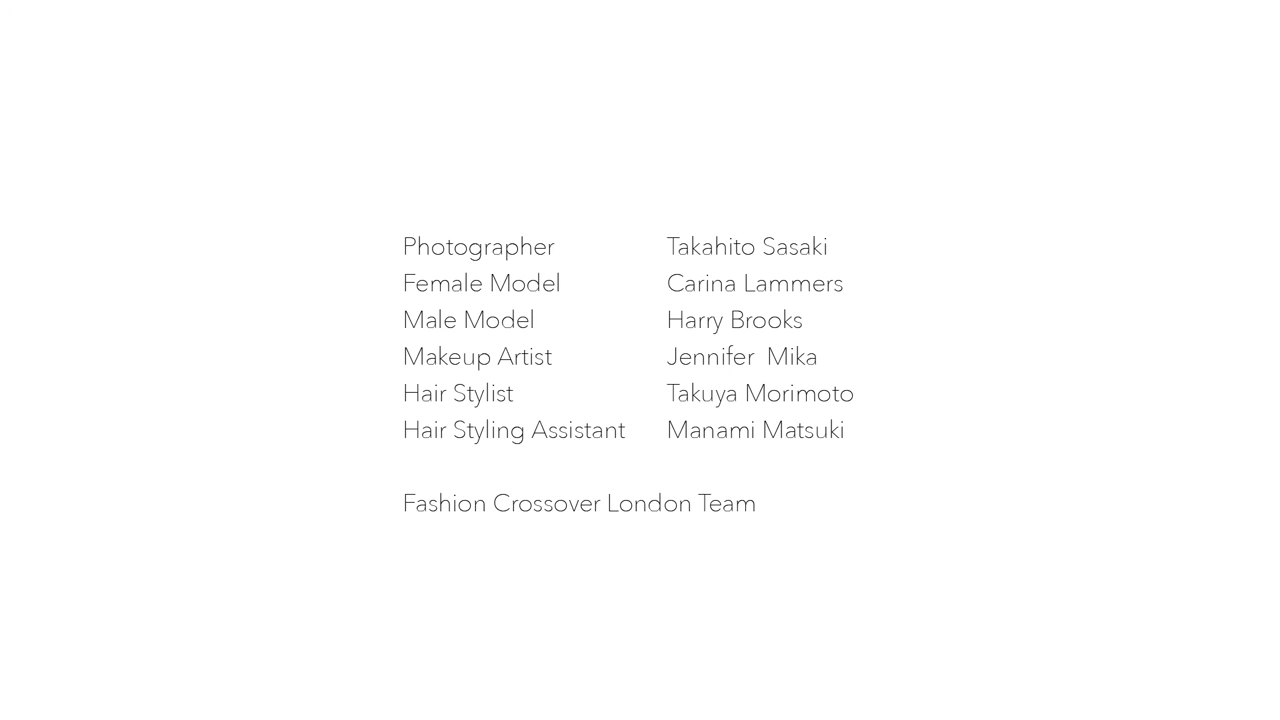 Photographer Takahito Sasaki
Female Model Carina Lammers
Male Model Harry Brooks
Makeup Artist Jennifer  Mika
Hair Stylist Takuya Morimoto
Hair Styling Assistant Manami Matsuki
Fashion Crossover London Team